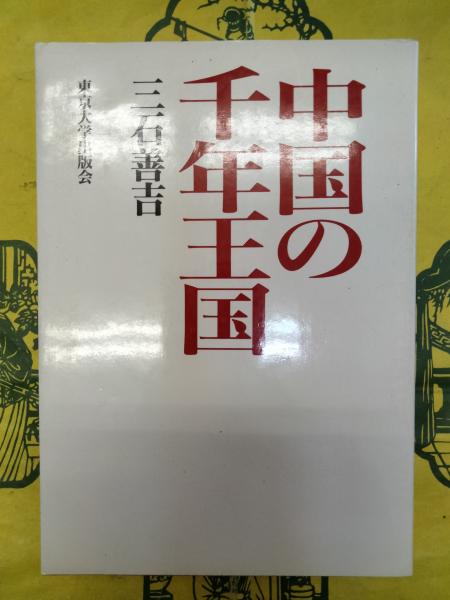 中国の
千年王国
三石善吉
東京大学出版会